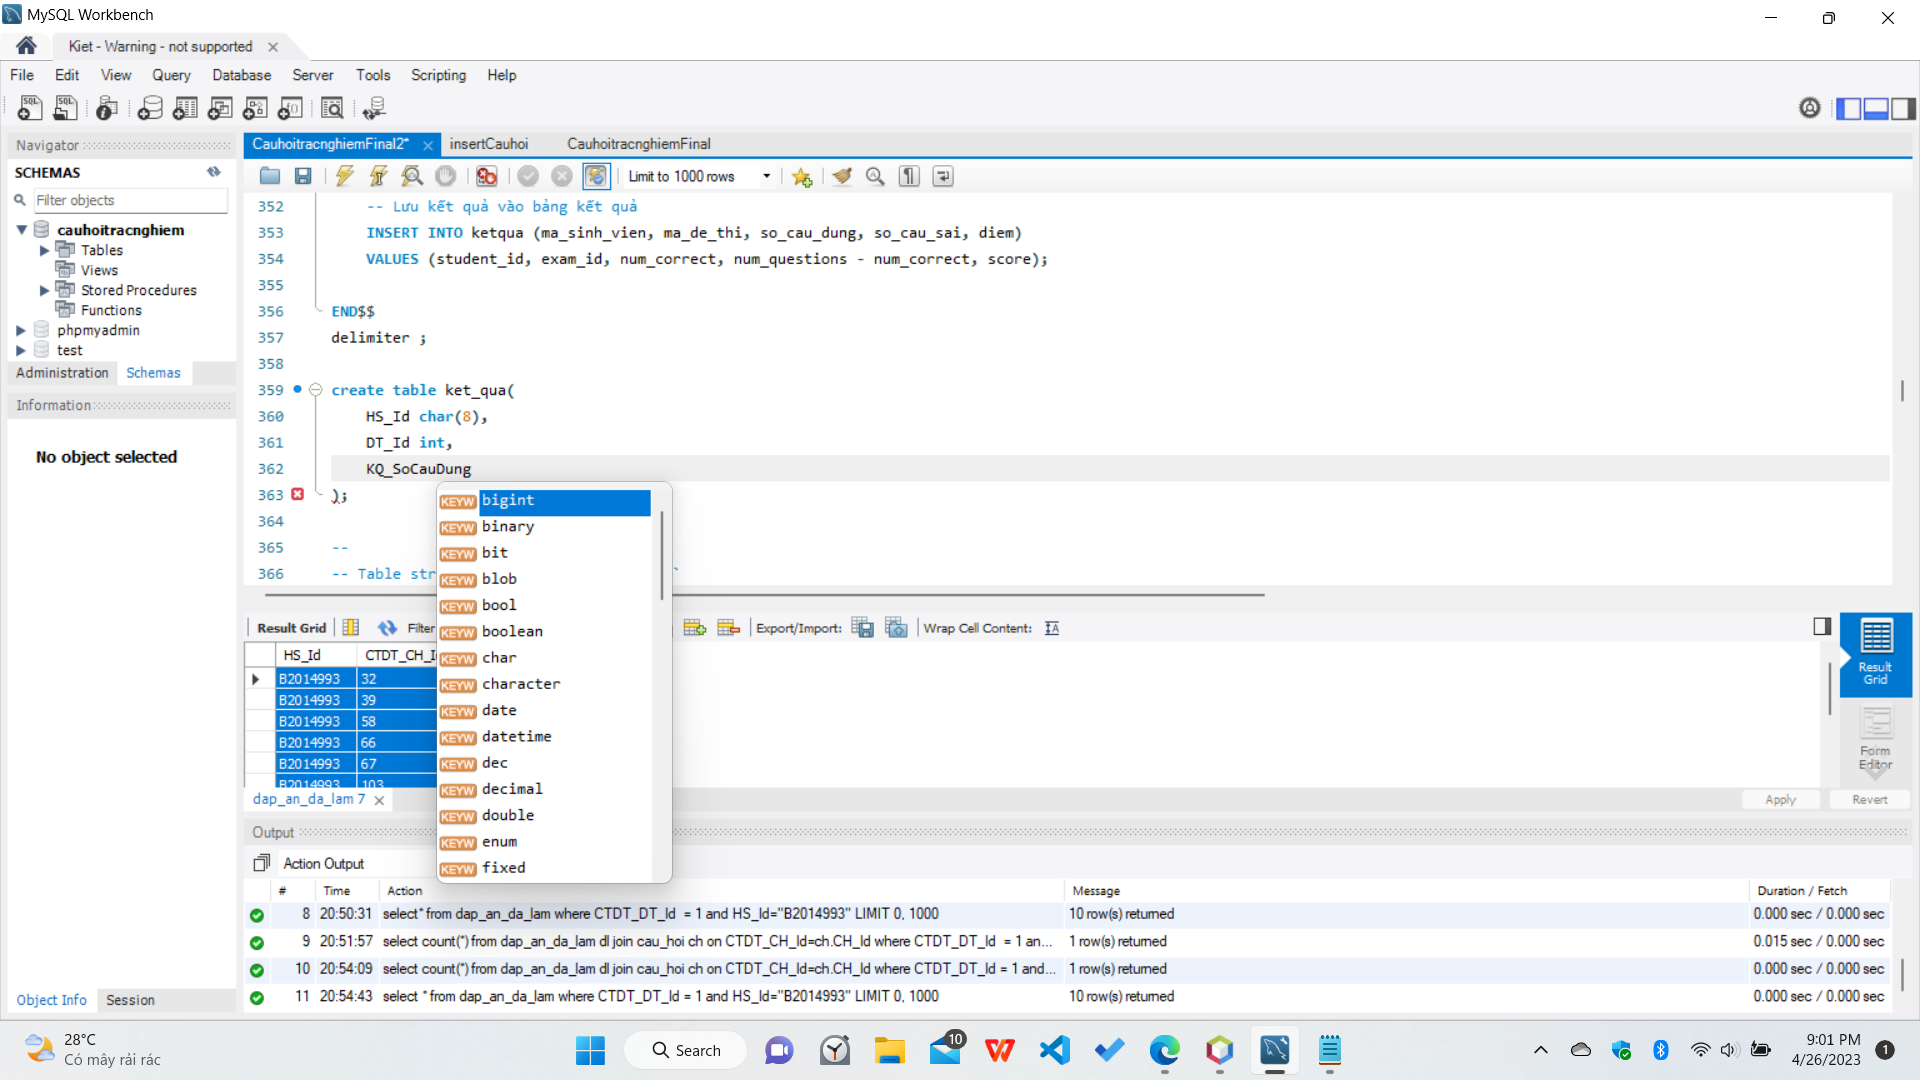 MySQL Workbench
Kiet - Warning - not supported
File Edit View Query Database Server Tools Scripting Help
Navigator
SCHEMAS
Filter objects
cauhoitracnghiem
Tables
Views
Stored Procedures
Functions
phpmyadmin
test
Administration Schemas
Information
No object selected
Object Info Session
CauhoitracnghiemFinal2* insertCauhoi CauhoitracnghiemFinal
Limit to 1000 rows
352 -- Lưu kết quả vào bảng kết quả
353 INSERT INTO ketqua (ma_sinh_vien, ma_de_thi, so_cau_dung, so_cau_sai, diem)
354 VALUES (student_id, exam_id, num_correct, num_questions - num_correct, score);
355
356 END$$
357 delimiter ;
358
359 create table ket_qua(
360 HS_Id char(8),
361 DT_Id int,
362 KQ_SoCauDung
363 );
364
365 --
366 -- Table str `
KEYW bigint
KEYW binary
KEYW bit
KEYW blob
KEYW bool
KEYW boolean
KEYW char
KEYW character
KEYW date
KEYW datetime
KEYW dec
KEYW decimal
KEYW double
KEYW enum
KEYW fixed
Result Grid Filter Export/Import: Wrap Cell Content:
HS_Id CTDT_CH_I
B2014993 32
B2014993 39
B2014993 58
B2014993 66
B2014993 67
B2014993 103
Result Grid
Form Editor
dap_an_da_lam 7
Apply Revert
Output
Action Output
# Time Action Message Duration / Fetch
8 20:50:31 select* from dap_an_da_lam where CTDT_DT_Id = 1 and HS_Id="B2014993" LIMIT 0, 1000 10 row(s) returned 0.000 sec / 0.000 sec
9 20:51:57 select count(*) from dap_an_da_lam dl join cau_hoi ch on CTDT_CH_Id=ch.CH_Id where CTDT_DT_Id = 1 an... 1 row(s) returned 0.015 sec / 0.000 sec
10 20:54:09 select count(*) from dap_an_da_lam dl join cau_hoi ch on CTDT_CH_Id=ch.CH_Id where CTDT_DT_Id = 1 and... 1 row(s) returned 0.000 sec / 0.000 sec
11 20:54:43 select * from dap_an_da_lam where CTDT_DT_Id = 1 and HS_Id="B2014993" LIMIT 0, 1000 10 row(s) returned 0.000 sec / 0.000 sec
28°C
Có mây rải rác
Search
10
9:01 PM
4/26/2023
1